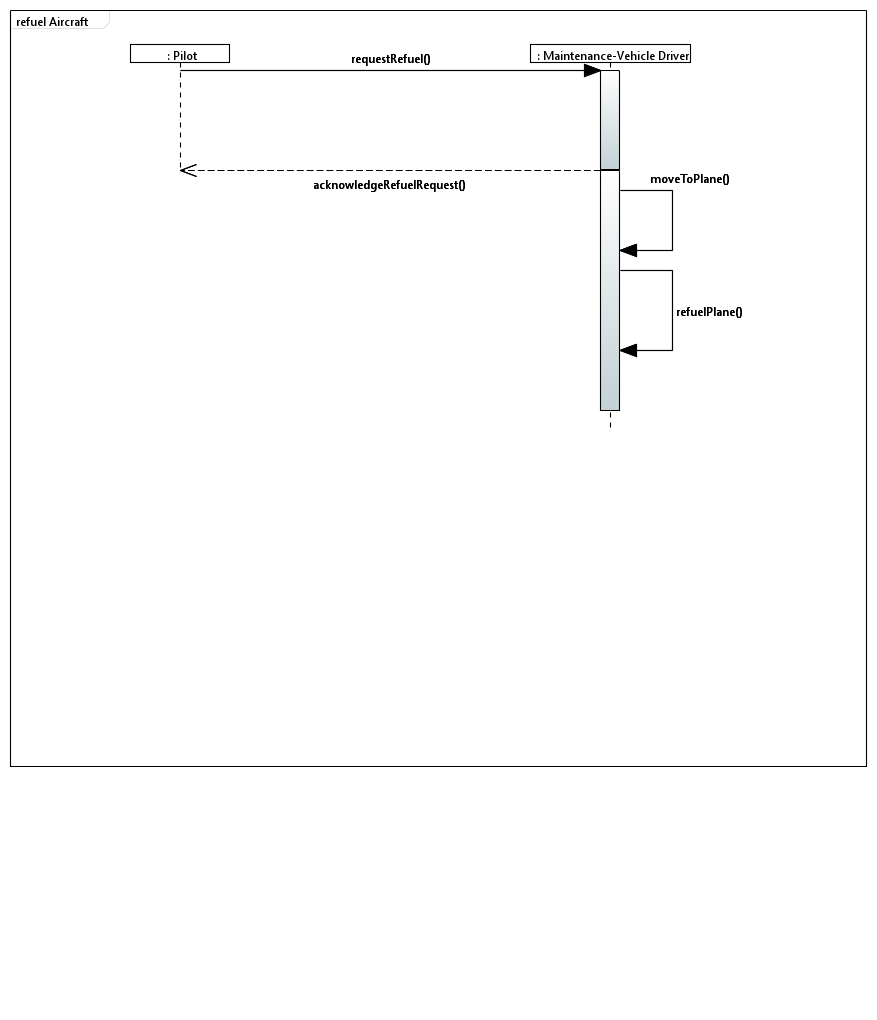 refuel Aircraft
: Pilot
: Maintenance-Vehicle Driver
requestRefuel()
acknowledgeRefuelRequest()
moveToPlane()
refuelPlane()